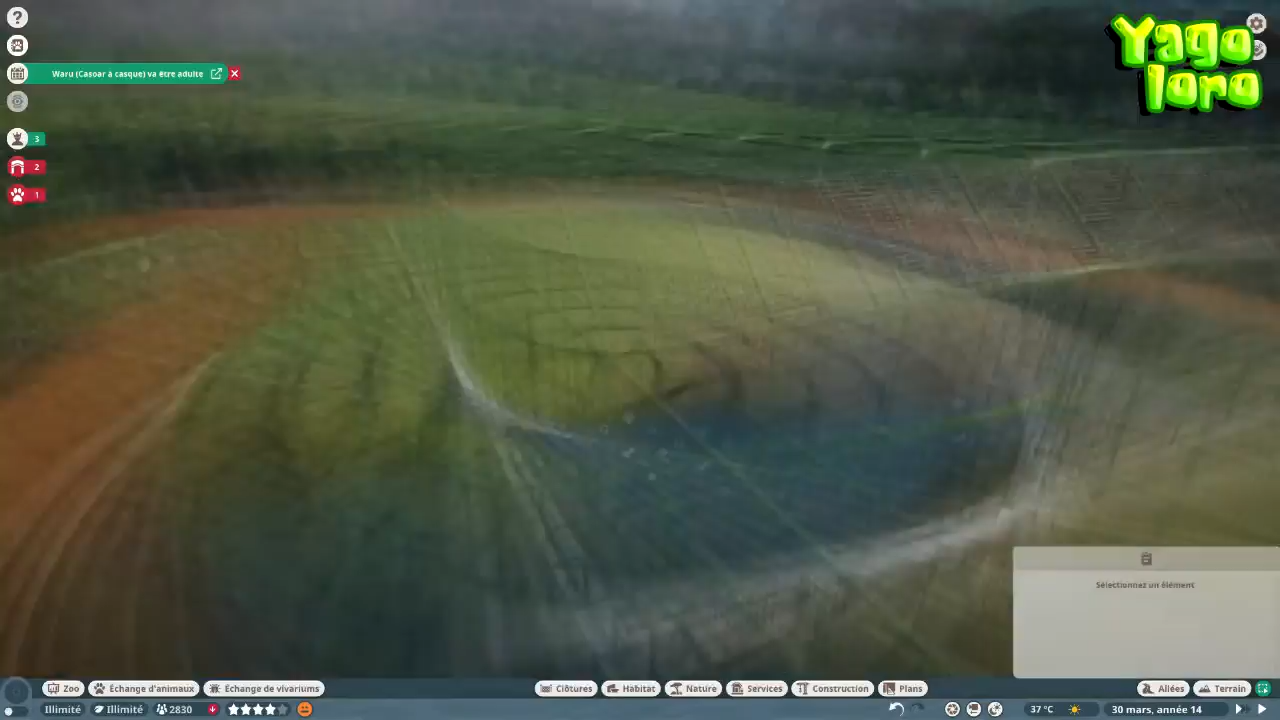 Yago
loro
Waru (Casoar à casque) va être adulte
3
2
1
Sélectionnez un élément
Zoo
Échange d'animaux
Échange de vivariums
Clôtures
Habitat
Nature
Services
Construction
Plans
Allées
Terrain
Illimité
Illimité
2830
37 °C
30 mars, année 14